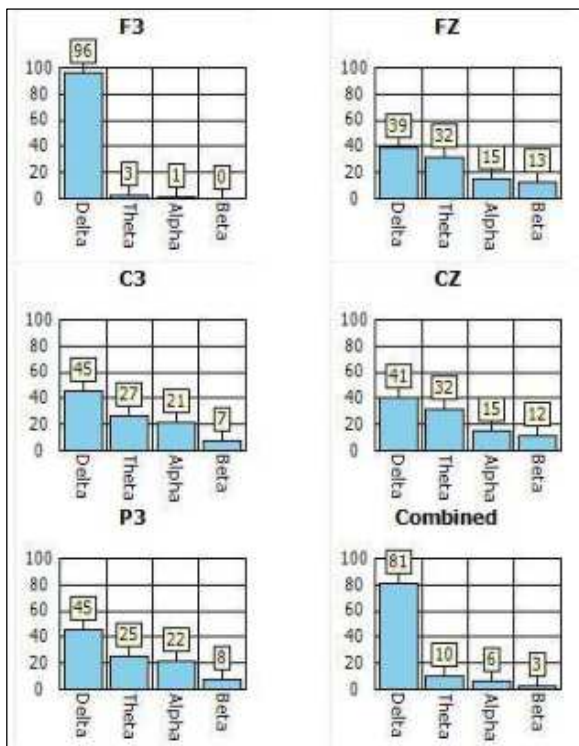 F3
96
100
80
60
40
20
0
3
1
0
Delta
Theta
Alpha
Beta
FZ
100
80
60
40
20
0
39
32
15
13
Delta
Theta
Alpha
Beta
C3
100
80
60
40
20
0
45
27
21
7
Delta
Theta
Alpha
Beta
CZ
100
80
60
40
20
0
41
32
15
12
Delta
Theta
Alpha
Beta
P3
100
80
60
40
20
0
45
25
22
8
Delta
Theta
Alpha
Beta
Combined
100
80
60
40
20
0
81
10
6
3
Delta
Theta
Alpha
Beta